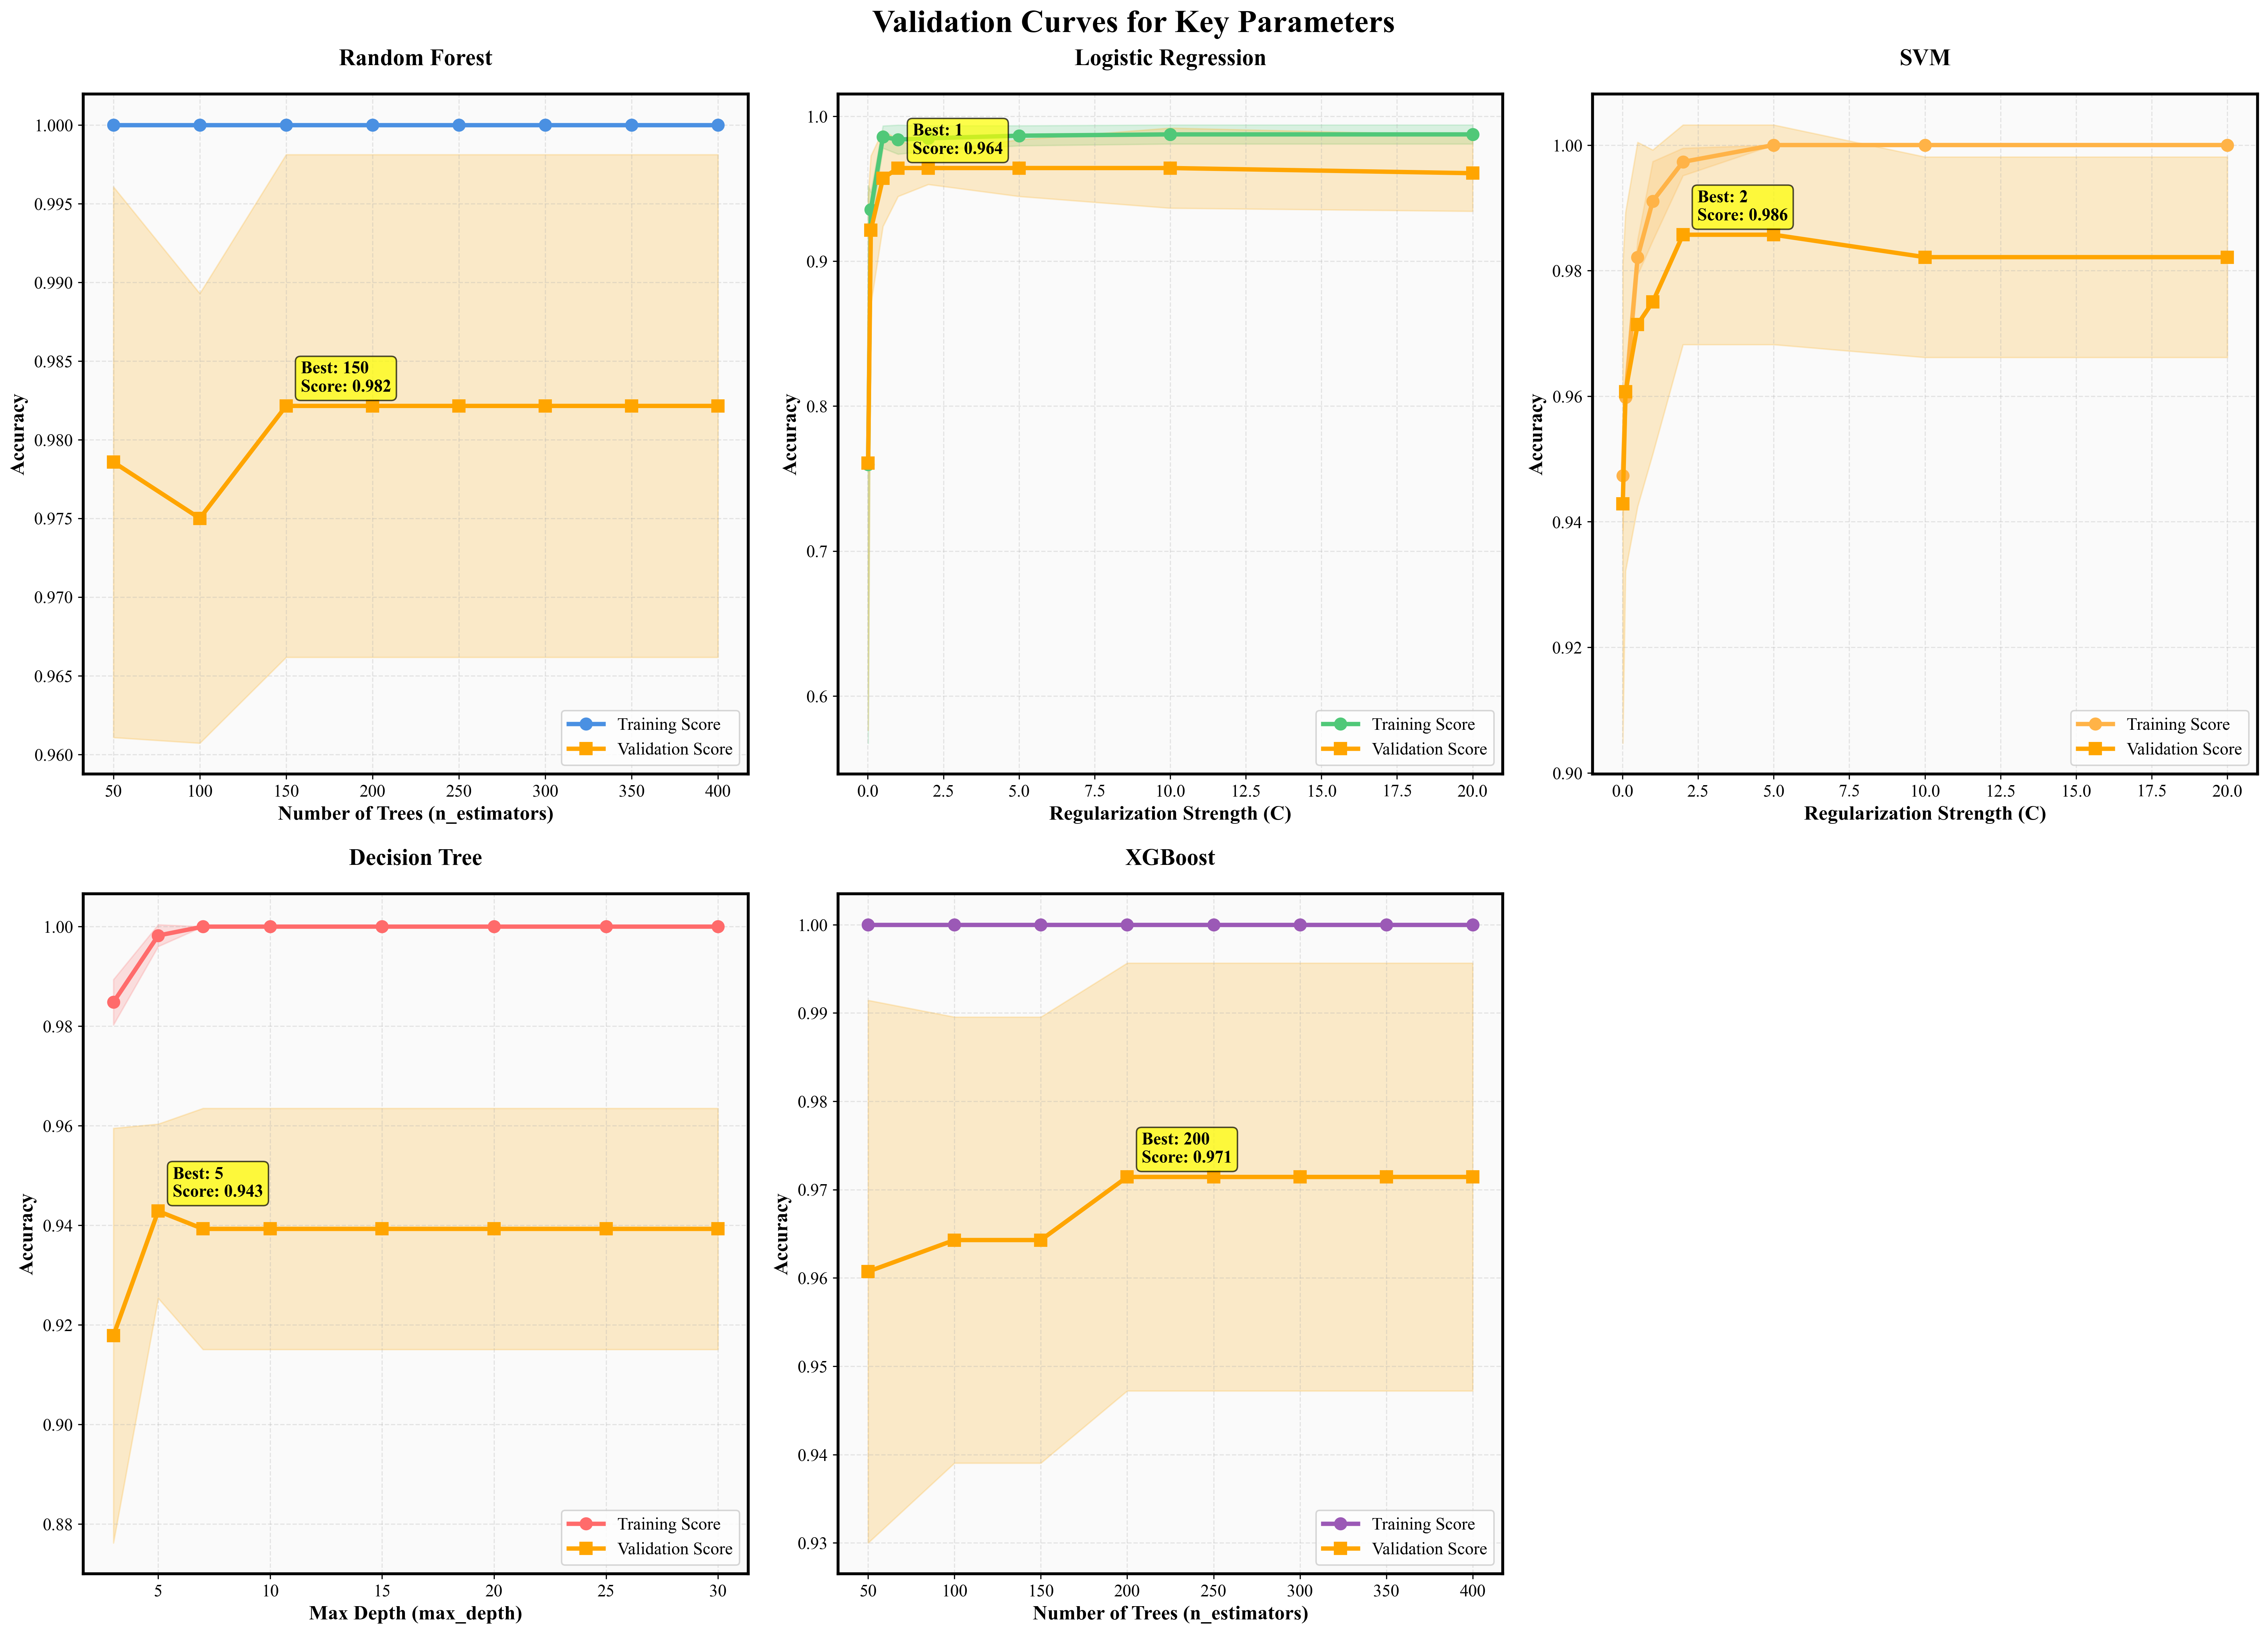 Validation Curves for Key Parameters
Random Forest
Accuracy
1.000
0.995
0.990
0.985
0.980
0.975
0.970
0.965
0.960
Best: 150
Score: 0.982
Training Score
Validation Score
50 100 150 200 250 300 350 400
Number of Trees (n_estimators)
Logistic Regression
Accuracy
1.0
0.9
0.8
0.7
0.6
Best: 1
Score: 0.964
Training Score
Validation Score
0.0 2.5 5.0 7.5 10.0 12.5 15.0 17.5 20.0
Regularization Strength (C)
SVM
Accuracy
1.00
0.98
0.96
0.94
0.92
0.90
Best: 2
Score: 0.986
Training Score
Validation Score
0.0 2.5 5.0 7.5 10.0 12.5 15.0 17.5 20.0
Regularization Strength (C)
Decision Tree
Accuracy
1.00
0.98
0.96
0.94
0.92
0.90
0.88
Best: 5
Score: 0.943
Training Score
Validation Score
5 10 15 20 25 30
Max Depth (max_depth)
XGBoost
Accuracy
1.00
0.99
0.98
0.97
0.96
0.95
0.94
0.93
Best: 200
Score: 0.971
Training Score
Validation Score
50 100 150 200 250 300 350 400
Number of Trees (n_estimators)